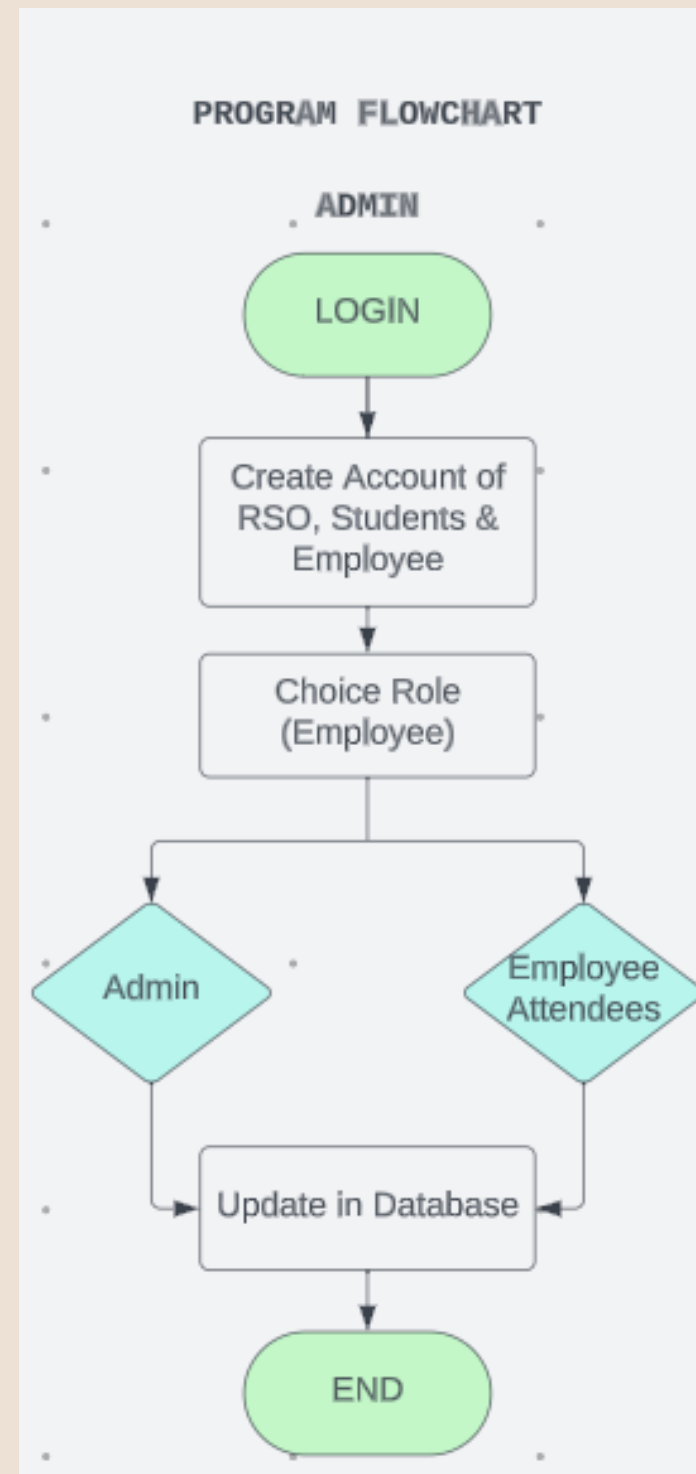 PROGRAM FLOWCHART
ADMIN
LOGIN
Create Account of
RSO, Students &
Employee
Choice Role
(Employee)
Admin
Employee
Attendees
Update in Database
END